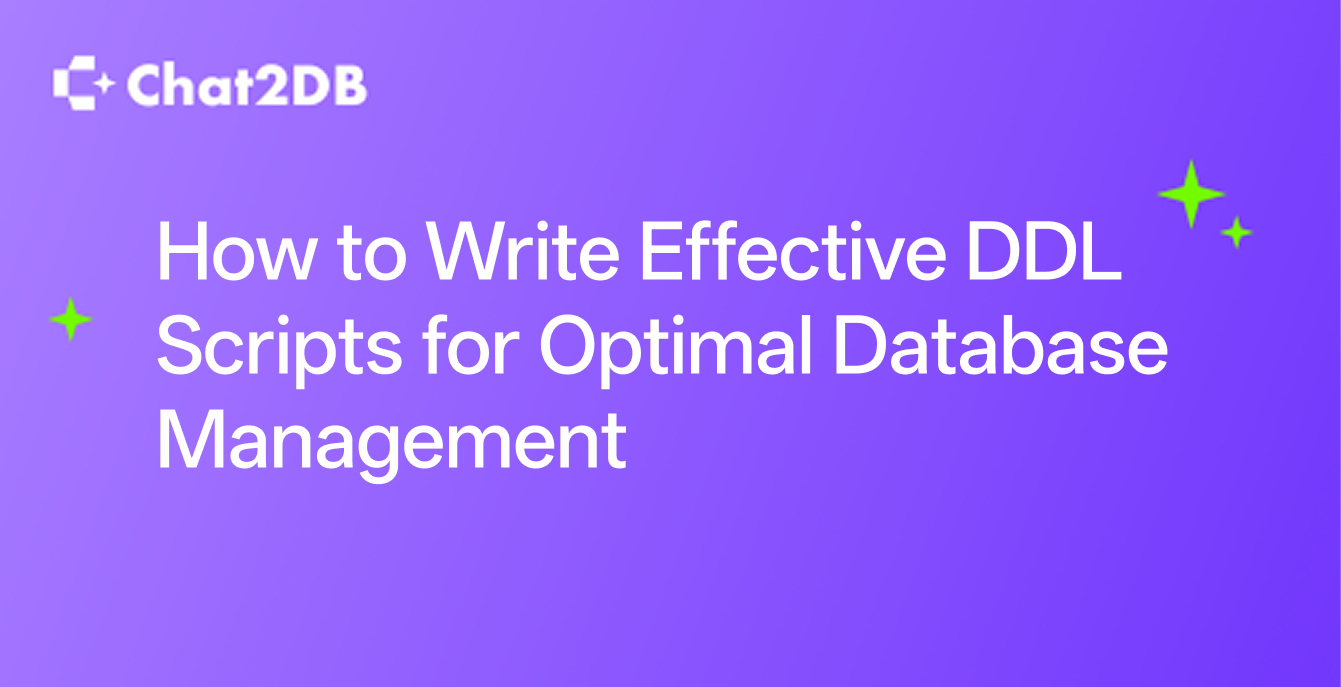 Chat2DB
How to Write Effective DDL
Scripts for Optimal Database
Management